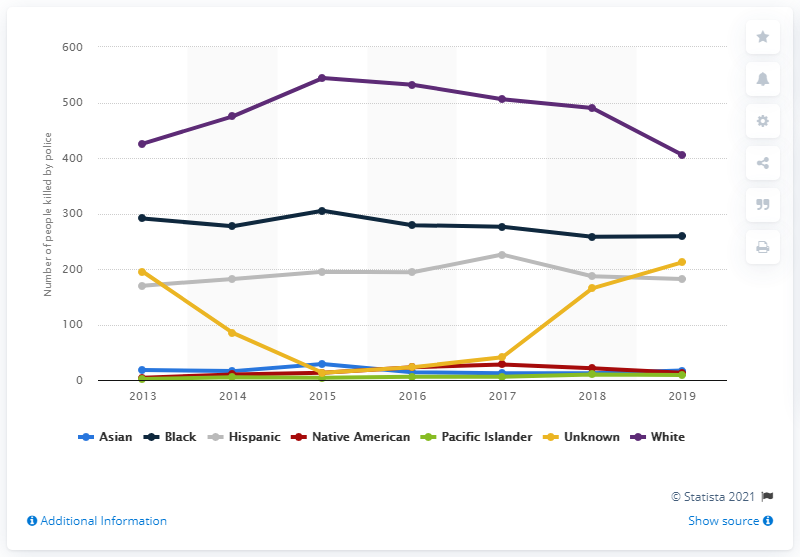 Number of people killed by police
600
500
400
300
200
100
0
2013 2014 2015 2016 2017 2018 2019
Asian Black Hispanic Native American Pacific Islander Unknown White
© Statista 2021
Additional Information Show source